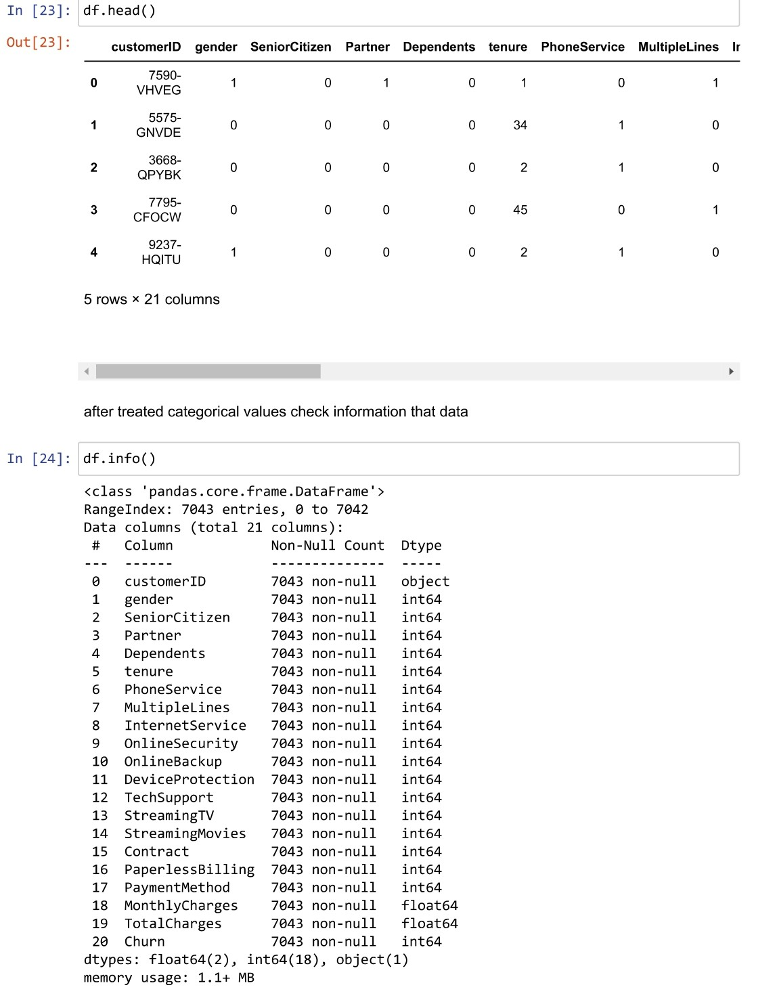 In [23]: df.head()
Out[23]:
customerID gender SeniorCitizen Partner Dependents tenure PhoneService MultipleLines Ir
0 7590-VHVEG 1 0 1 0 1 0 1
1 5575-GNVDE 0 0 0 0 34 1 0
2 3668-QPYBK 0 0 0 0 2 1 0
3 7795-CFOCW 0 0 0 0 45 0 1
4 9237-HQITU 1 0 0 0 2 1 0
5 rows × 21 columns
after treated categorical values check information that data
In [24]: df.info()
<class 'pandas.core.frame.DataFrame'>
RangeIndex: 7043 entries, 0 to 7042
Data columns (total 21 columns):
# Column Non-Null Count Dtype
--- ------ -------------- -----
0 customerID 7043 non-null object
1 gender 7043 non-null int64
2 SeniorCitizen 7043 non-null int64
3 Partner 7043 non-null int64
4 Dependents 7043 non-null int64
5 tenure 7043 non-null int64
6 PhoneService 7043 non-null int64
7 MultipleLines 7043 non-null int64
8 InternetService 7043 non-null int64
9 OnlineSecurity 7043 non-null int64
10 OnlineBackup 7043 non-null int64
11 DeviceProtection 7043 non-null int64
12 TechSupport 7043 non-null int64
13 StreamingTV 7043 non-null int64
14 StreamingMovies 7043 non-null int64
15 Contract 7043 non-null int64
16 PaperlessBilling 7043 non-null int64
17 PaymentMethod 7043 non-null int64
18 MonthlyCharges 7043 non-null float64
19 TotalCharges 7043 non-null float64
20 Churn 7043 non-null int64
dtypes: float64(2), int64(18), object(1)
memory usage: 1.1+ MB